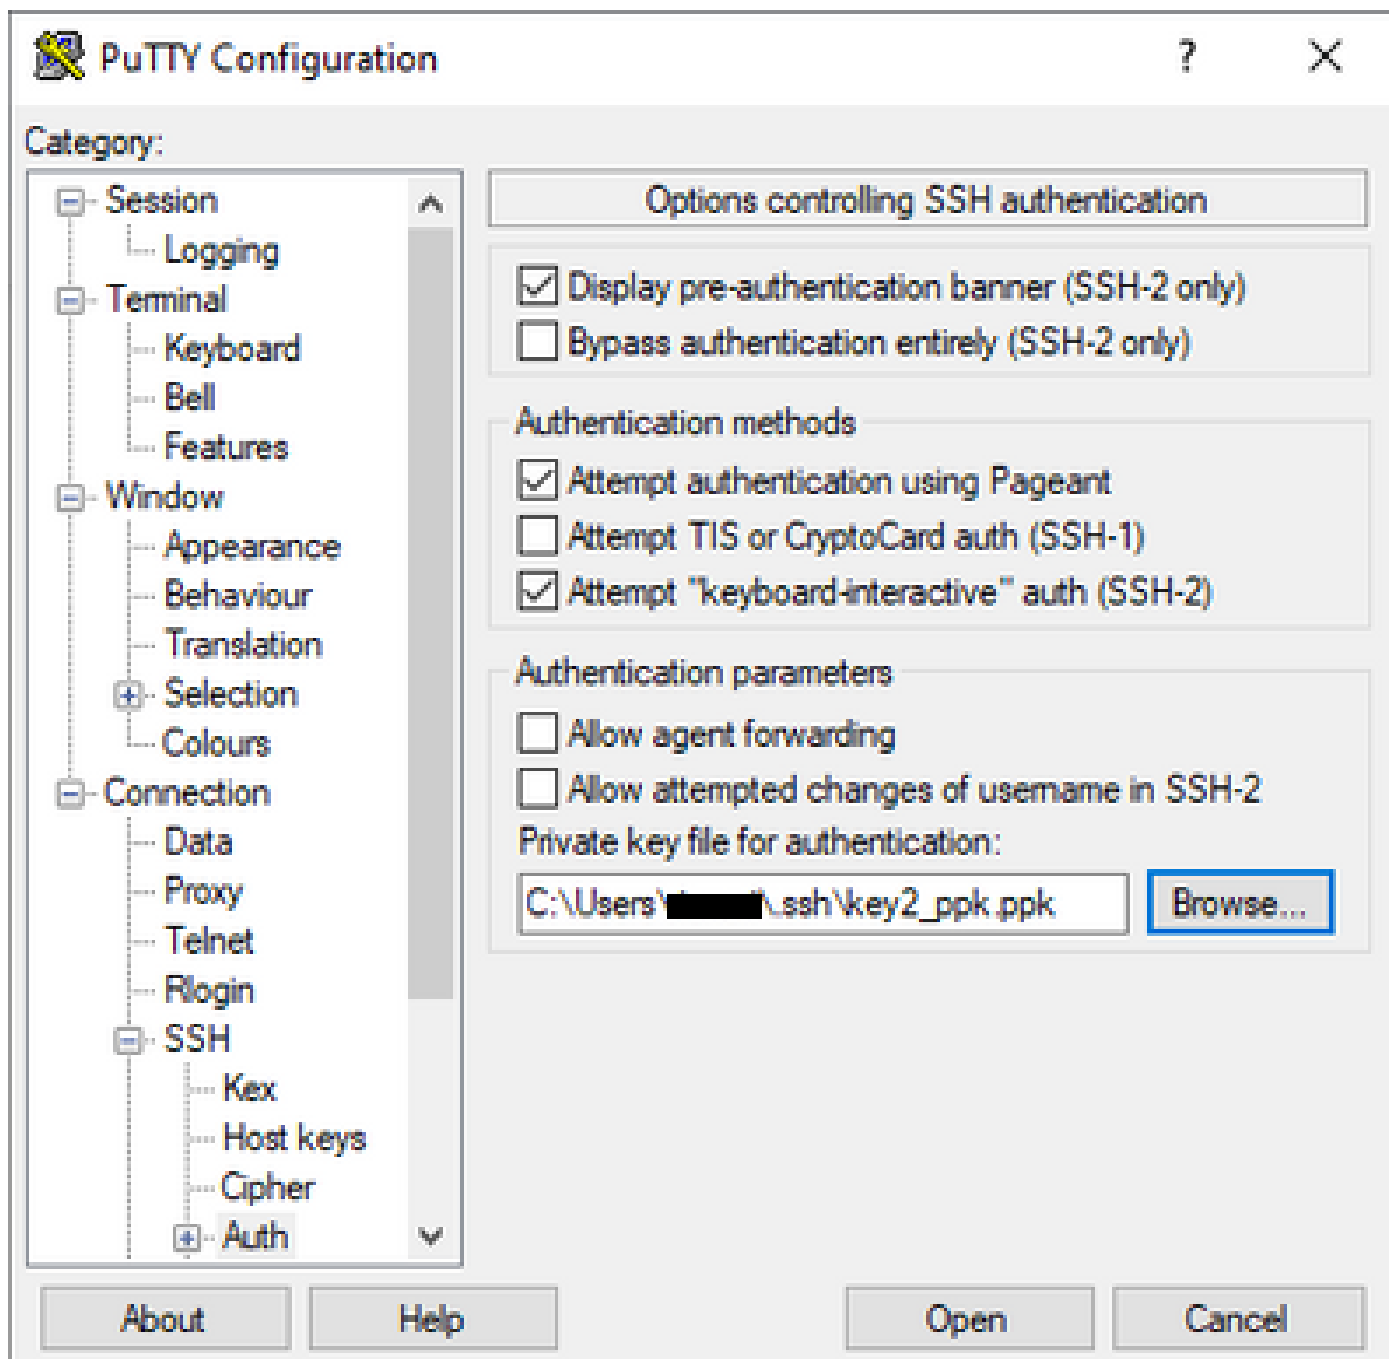 PuTTY Configuration
?
Category:
Session
Logging
Terminal
Keyboard
Bell
Features
Window
Appearance
Behaviour
Translation
Selection
Colours
Connection
Data
Proxy
Telnet
Rlogin
SSH
Kex
Host keys
Cipher
Auth
Options controlling SSH authentication
Display pre-authentication banner (SSH-2 only)
Bypass authentication entirely (SSH-2 only)
Authentication methods
Attempt authentication using Pageant
Attempt TIS or CryptoCard auth (SSH-1)
Attempt "keyboard-interactive" auth (SSH-2)
Authentication parameters
Allow agent forwarding
Allow attempted changes of username in SSH-2
Private key file for authentication:
C:\Users\ \.ssh\key2_ppk.ppk
Browse...
About
Help
Open
Cancel